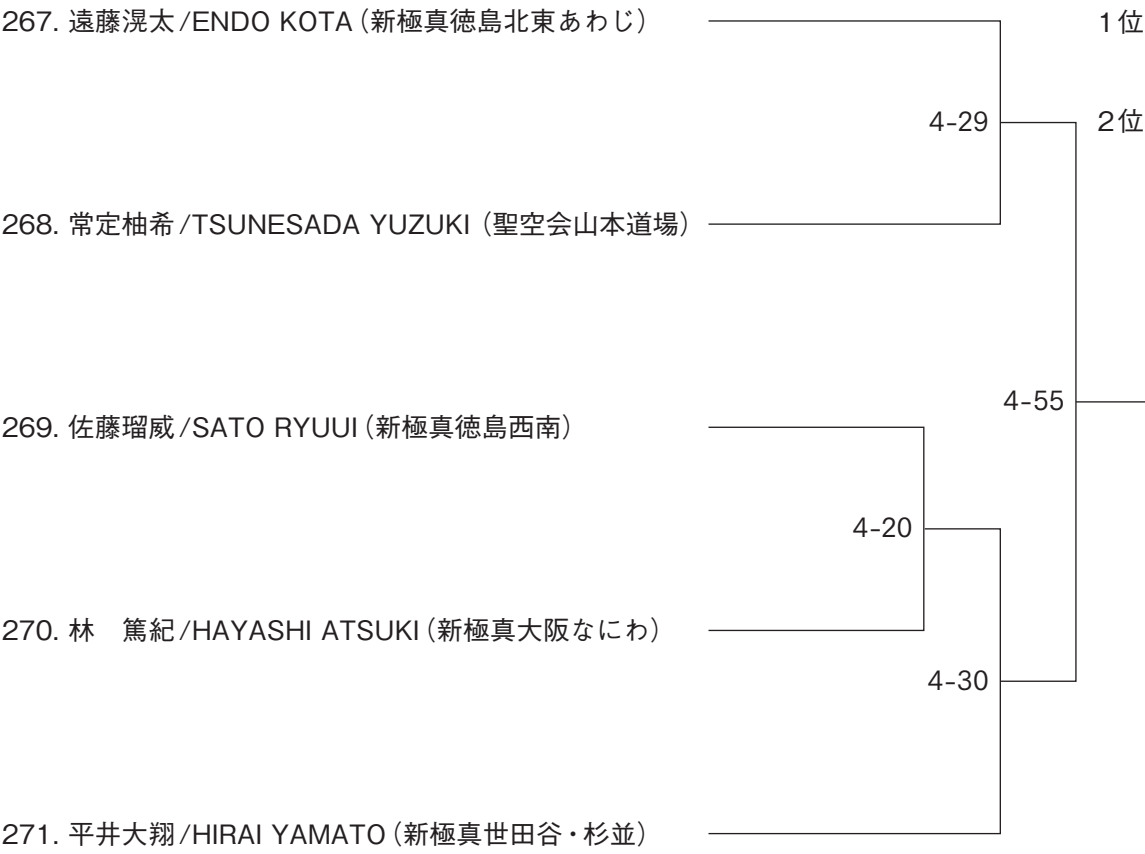 267. 遠藤滉太/ENDO KOTA（新極真徳島北東あわじ）
1位
4-29
2位
268. 常定柚希/TSUNESADA YUZUKI（聖空会山本道場）
4-55
269. 佐藤瑠威/SATO RYUUI（新極真徳島西南）
4-20
270. 林　篤紀/HAYASHI ATSUKI（新極真大阪なにわ）
4-30
271. 平井大翔/HIRAI YAMATO（新極真世田谷・杉並）